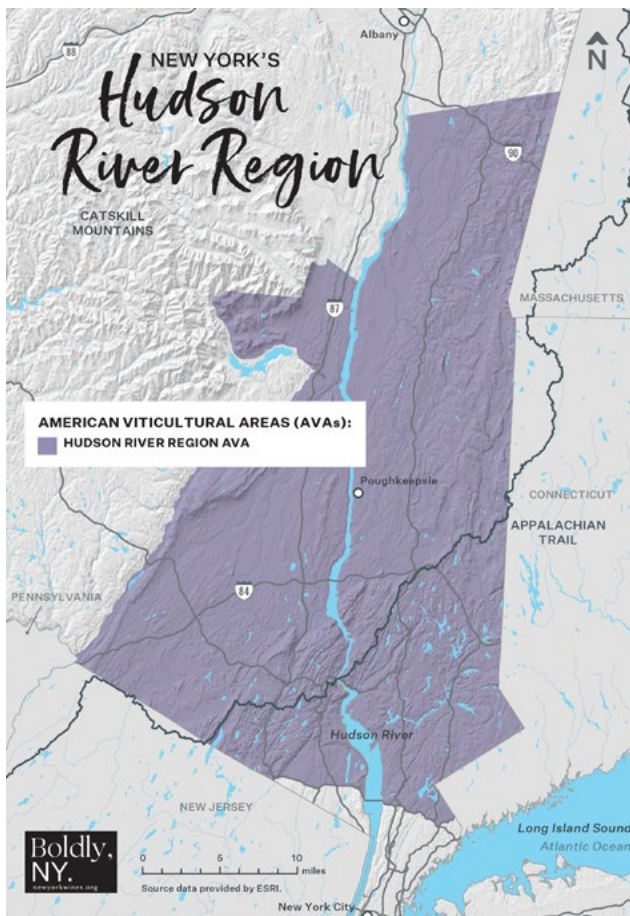 Albany
88
N
NEW YORK'S
Hudson
River Region
90
CATSKILL
MOUNTAINS
MASSACHUSETTS
87
AMERICAN VITICULTURAL AREAS (AVAs):
HUDSON RIVER REGION AVA
Poughkeepsie
CONNECTICUT
APPALACHIAN
TRAIL
84
PENNSYLVANIA
Hudson River
NEW JERSEY
Long Island Sound
Atlantic Ocean
Boldly,
NY.
newyorkwines.org
0 5 10
miles
Source data provided by ESRI.
New York City